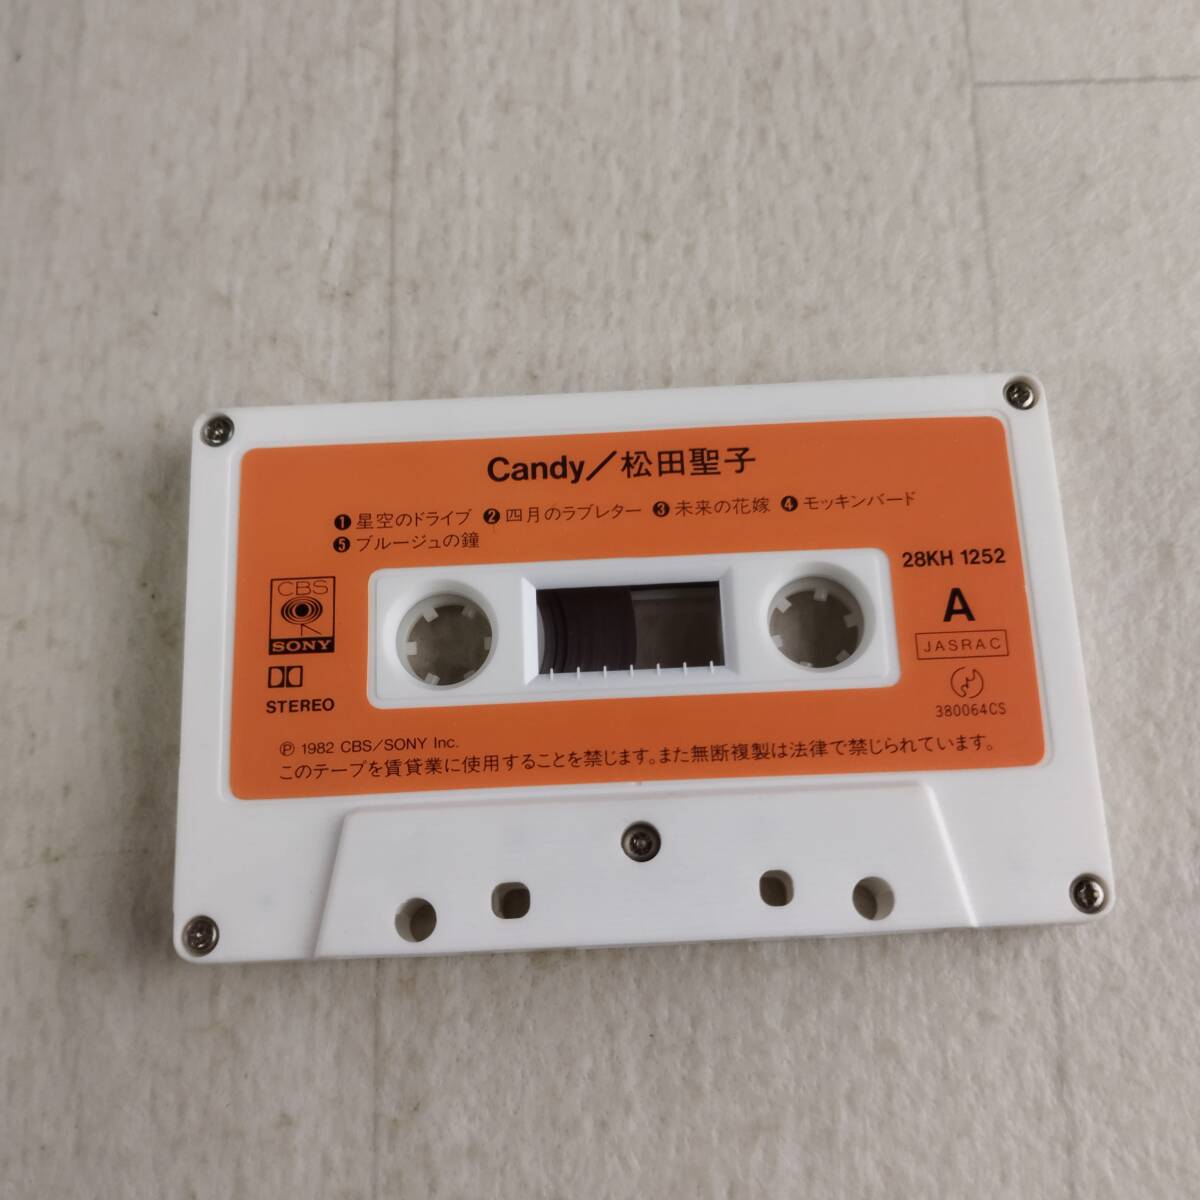 Candy／松田聖子
❶ 星空のドライブ ❷ 四月のラブレター ❸ 未来の花嫁 ❹ モッキンバード
❺ ブルージュの鐘
28KH 1252
A
JASRAC
380064CS
CBS
SONY
STEREO
Ⓟ 1982 CBS/SONY Inc.
このテープを賃貸業に使用することを禁じます。また無断複製は法律で禁じられています。